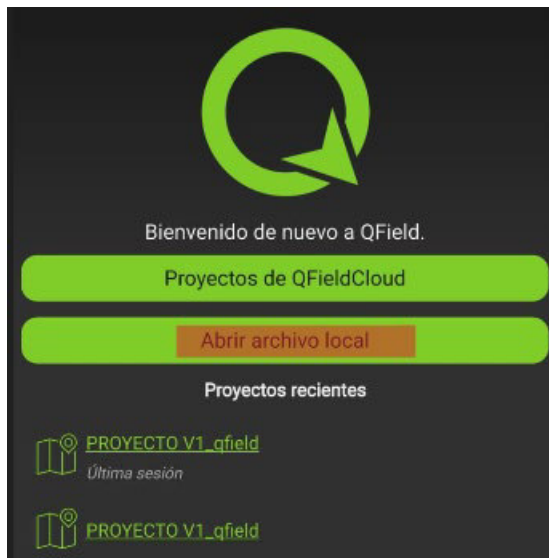 Bienvenido de nuevo a QField.
Proyectos de QFieldCloud
Abrir archivo local
Proyectos recientes
PROYECTO V1_qfield
Última sesión
PROYECTO V1_qfield